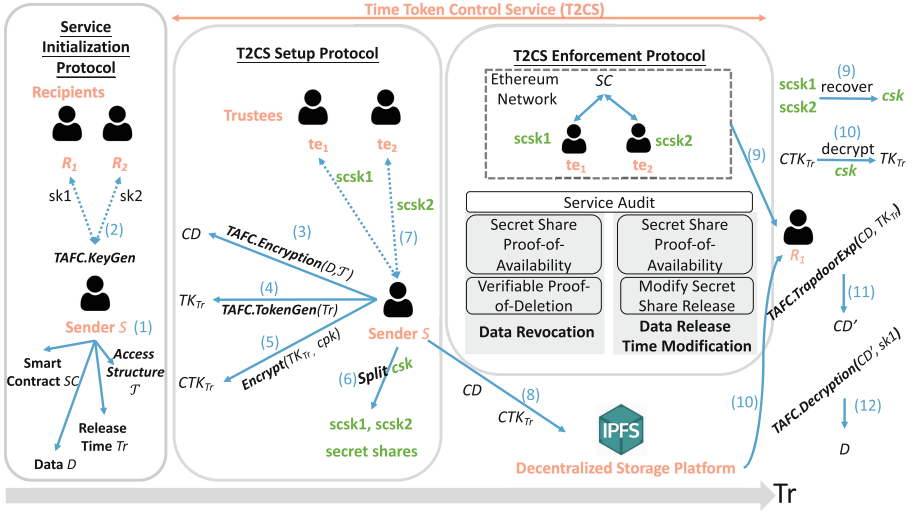 Time Token Control Service (T2CS)
Service
Initialization
Protocol
Recipients
R1
R2
sk1
sk2
(2)
TAFC.KeyGen
Sender S (1)
Smart
Contract SC
Access
Structure
𝒯
Release
Time Tr
Data D
T2CS Setup Protocol
Trustees
te1
te2
scsk1
scsk2
(7)
CD
(3)
TAFC.Encryption(D,𝒯)
(4)
TKTr
TAFC.TokenGen(Tr)
(5)
Encrypt(TKTr, cpk)
CTKTr
Sender S
(6) Split csk
scsk1, scsk2
secret shares
T2CS Enforcement Protocol
Ethereum
Network
SC
scsk1
scsk2
te1
te2
Service Audit
Secret Share
Proof-of-
Availability
Verifiable Proof-
of-Deletion
Data Revocation
Secret Share
Proof-of-
Availability
Modify Secret
Share Release
Data Release
Time Modification
(8)
CD
CTKTr
IPFS
Decentralized Storage Platform
(9)
(10)
R1
scsk1
scsk2
(9)
recover
csk
(10)
CTKTr
decrypt
csk
TKTr
TAFC.TrapdoorExp(CD, TKTr)
(11)
CD’
TAFC.Decryption(CD’, sk1)
(12)
D
Tr